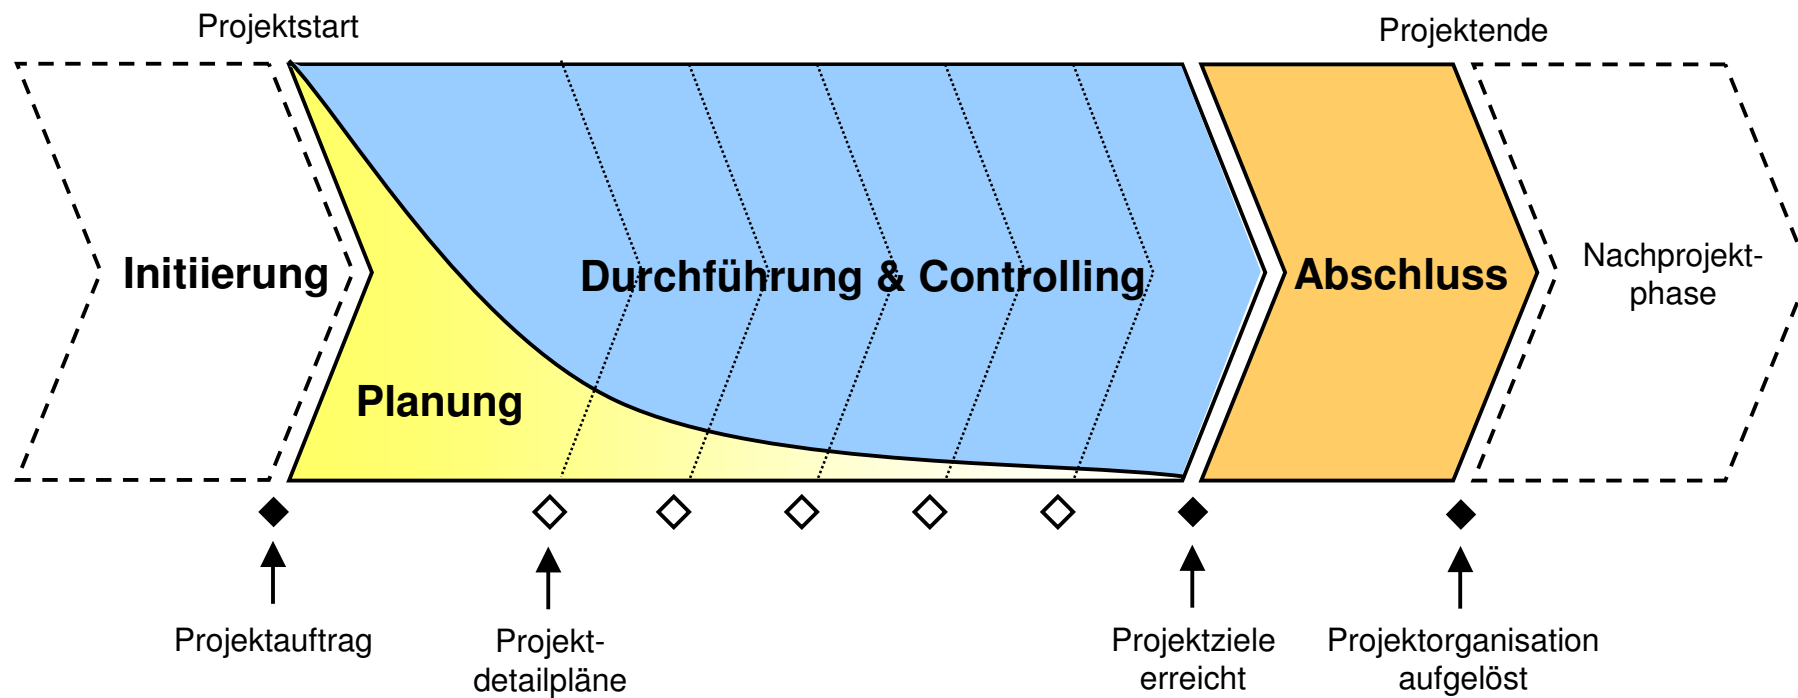 Projektstart
Projektende
Initiierung
Durchführung & Controlling
Abschluss
Nachprojekt-
phase
Planung
Projektauftrag
Projekt-
detailpläne
Projektziele
erreicht
Projektorganisation
aufgelöst